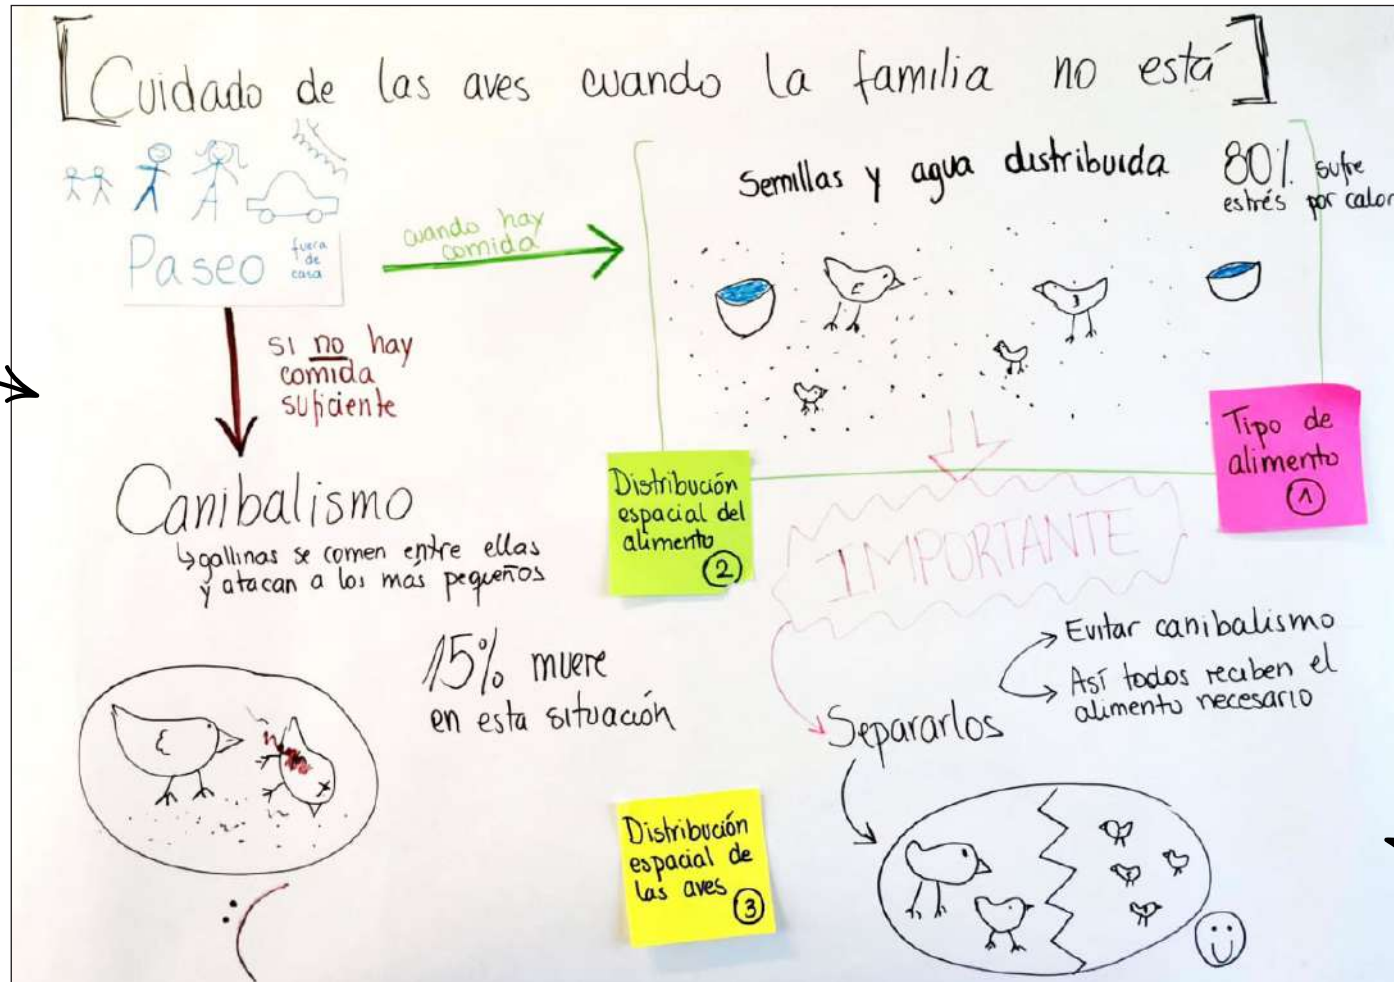 [Cuidado de las aves cuando la familia no está]
Paseo
fuera
de
casa
cuando hay
comida
Semillas y agua distribuida
80% sufre
estrés por calor
si no hay
comida
suficiente
Tipo de
alimento
1
Distribución
espacial del
alimento
2
IMPORTANTE
Canibalismo
gallinas se comen entre ellas
y atacan a los más pequeños
15% muere
en esta situación
Evitar canibalismo
Así todos reciben el
alimento necesario
Separarlos
Distribución
espacial de
las aves
3